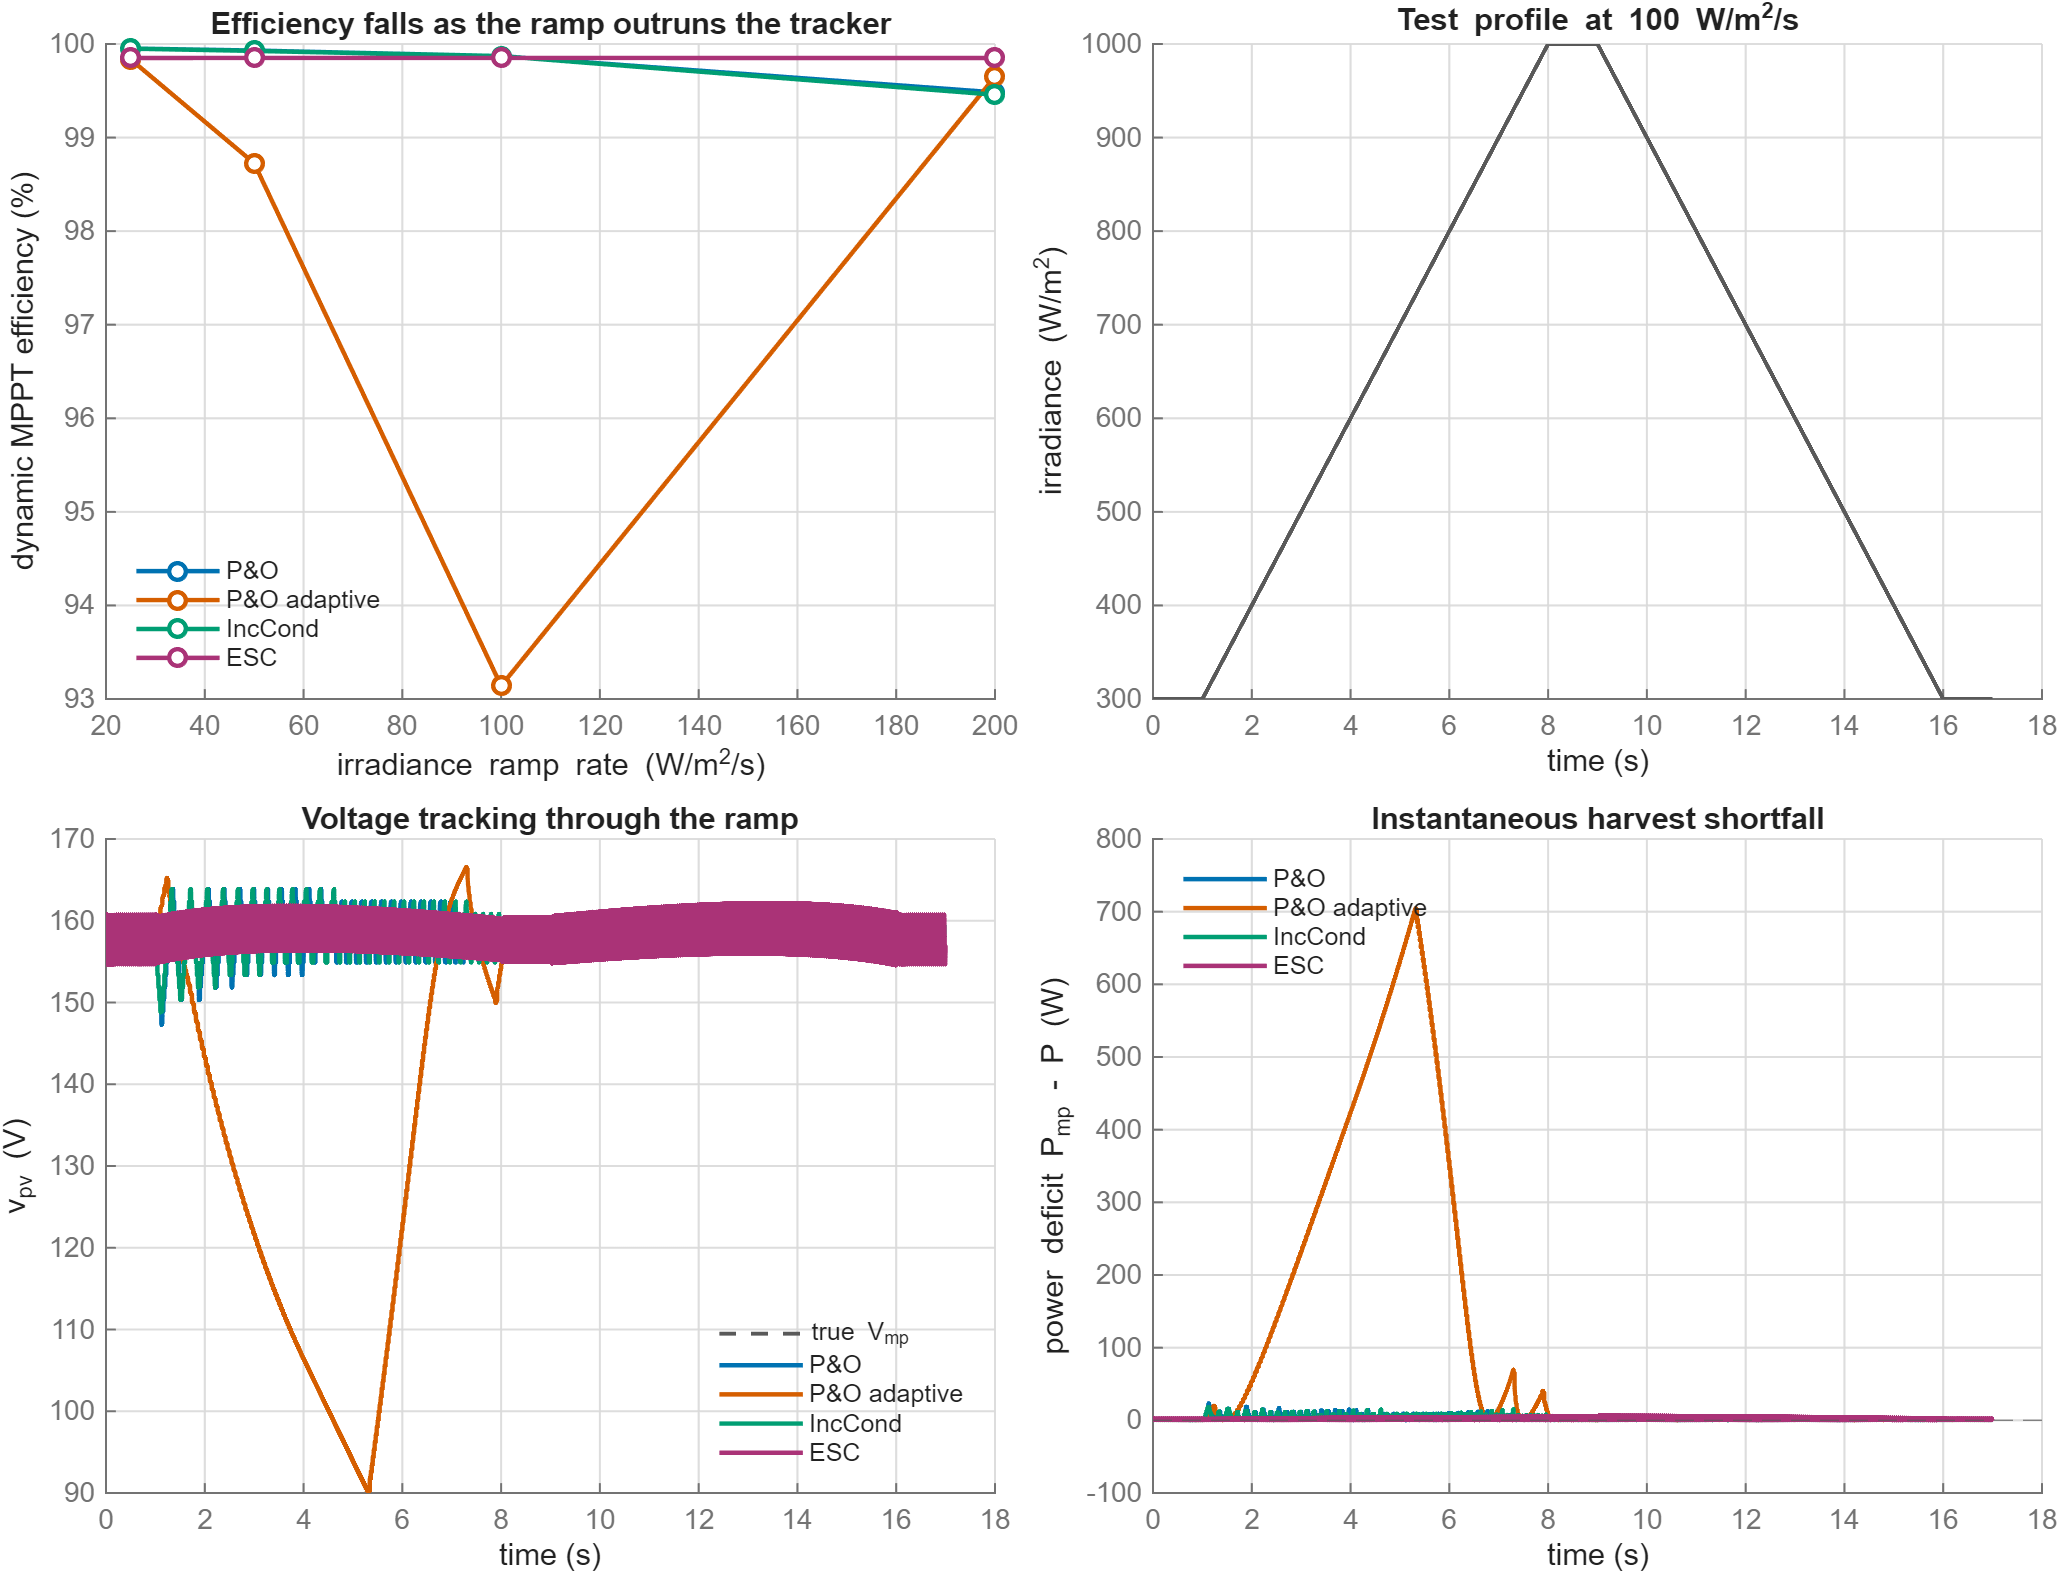 Efficiency falls as the ramp outruns the tracker
100
99
98
97
96
95
94
93
20 40 60 80 100 120 140 160 180 200
dynamic MPPT efficiency (%)
irradiance ramp rate (W/m²/s)
P&O
P&O adaptive
IncCond
ESC
Test profile at 100 W/m²/s
1000
900
800
700
600
500
400
300
0 2 4 6 8 10 12 14 16 18
irradiance (W/m²)
time (s)
Voltage tracking through the ramp
170
160
150
140
130
120
110
100
90
0 2 4 6 8 10 12 14 16 18
vpv (V)
time (s)
true Vmp
P&O
P&O adaptive
IncCond
ESC
Instantaneous harvest shortfall
800
700
600
500
400
300
200
100
0
-100
0 2 4 6 8 10 12 14 16 18
power deficit Pmp - P (W)
time (s)
P&O
P&O adaptive
IncCond
ESC